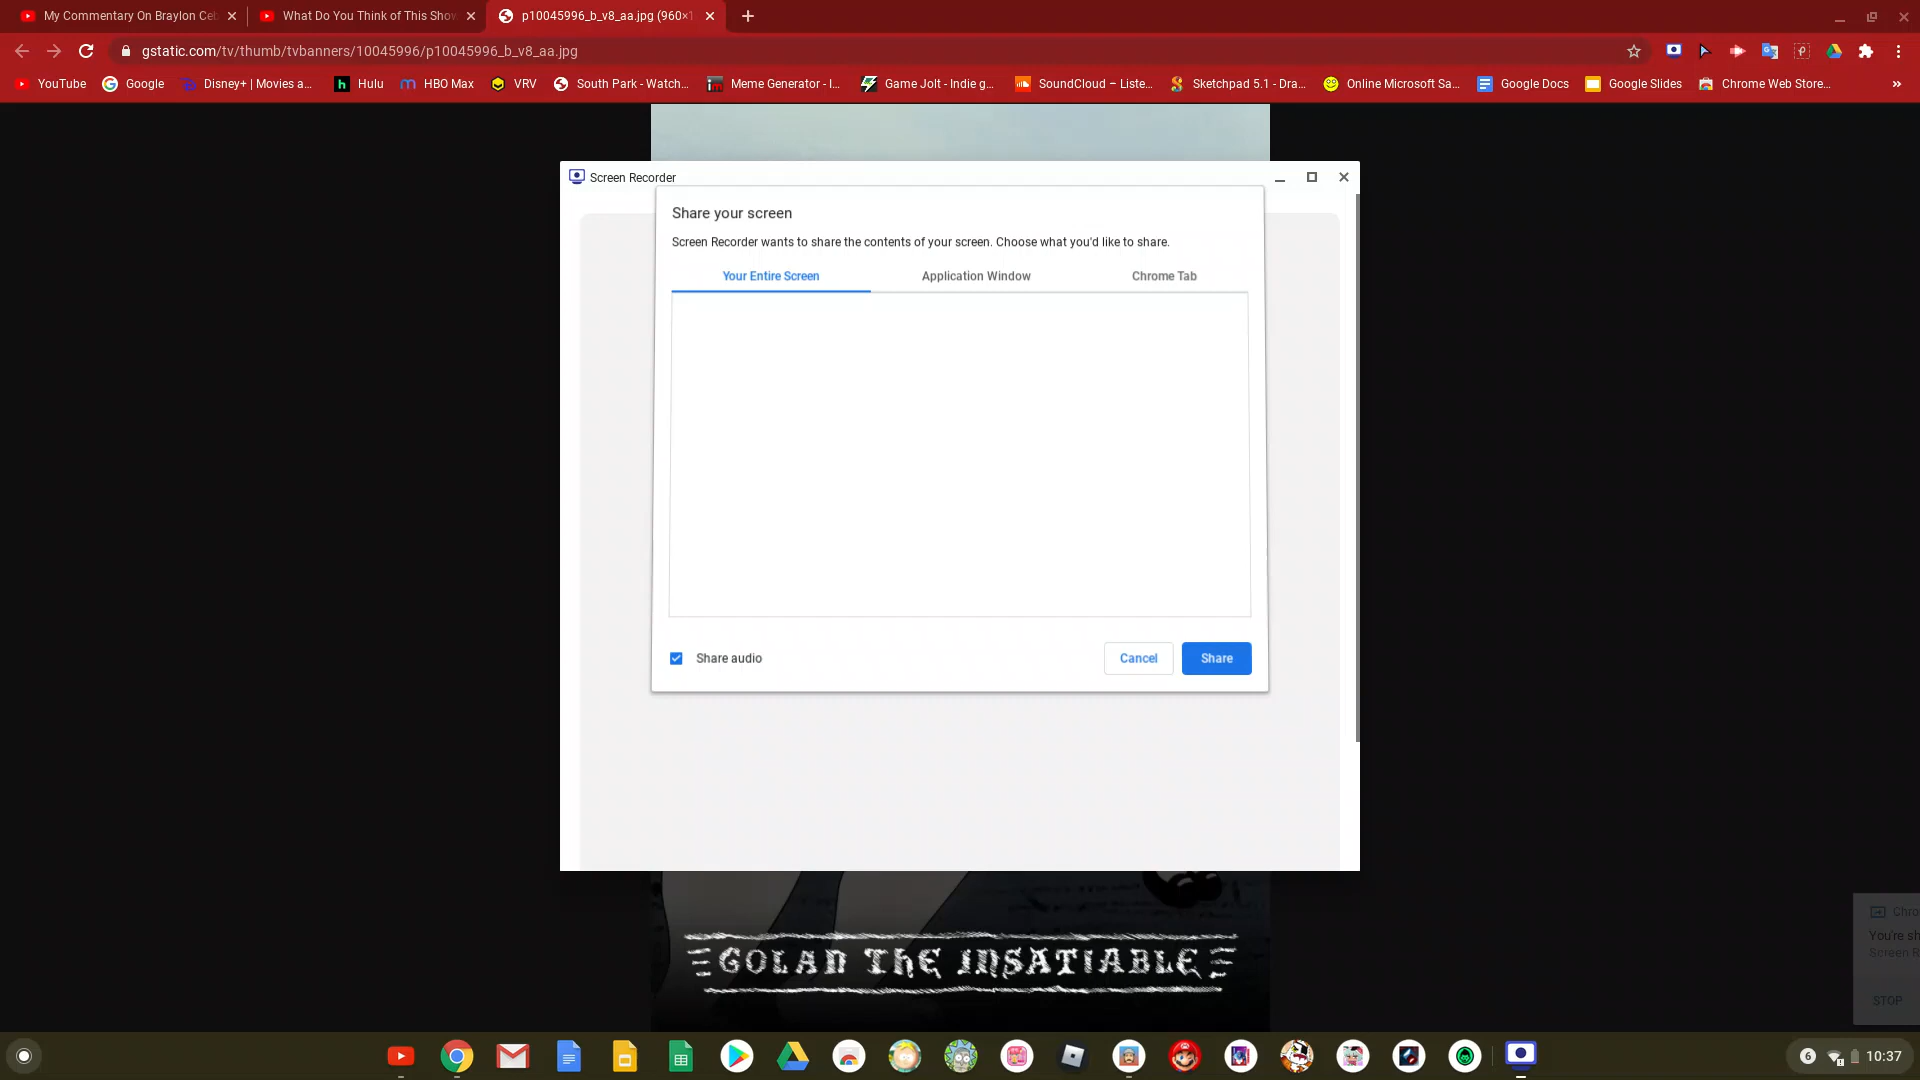 My Commentary On Braylon Ceb
What Do You Think of This Show
p10045996_b_v8_aa.jpg (960×1
gstatic.com/tv/thumb/tvbanners/10045996/p10045996_b_v8_aa.jpg
YouTube
Google
Disney+ | Movies a...
Hulu
HBO Max
VRV
South Park - Watch...
Meme Generator - I...
Game Jolt - Indie g...
SoundCloud – Liste...
Sketchpad 5.1 - Dra...
Online Microsoft Sa...
Google Docs
Google Slides
Chrome Web Store...
Screen Recorder
Share your screen
Screen Recorder wants to share the contents of your screen. Choose what you'd like to share.
Your Entire Screen
Application Window
Chrome Tab
Share audio
Cancel
Share
Chro
You're sh
Screen R
STOP
GOLAN THE INSATIABLE
6
10:37